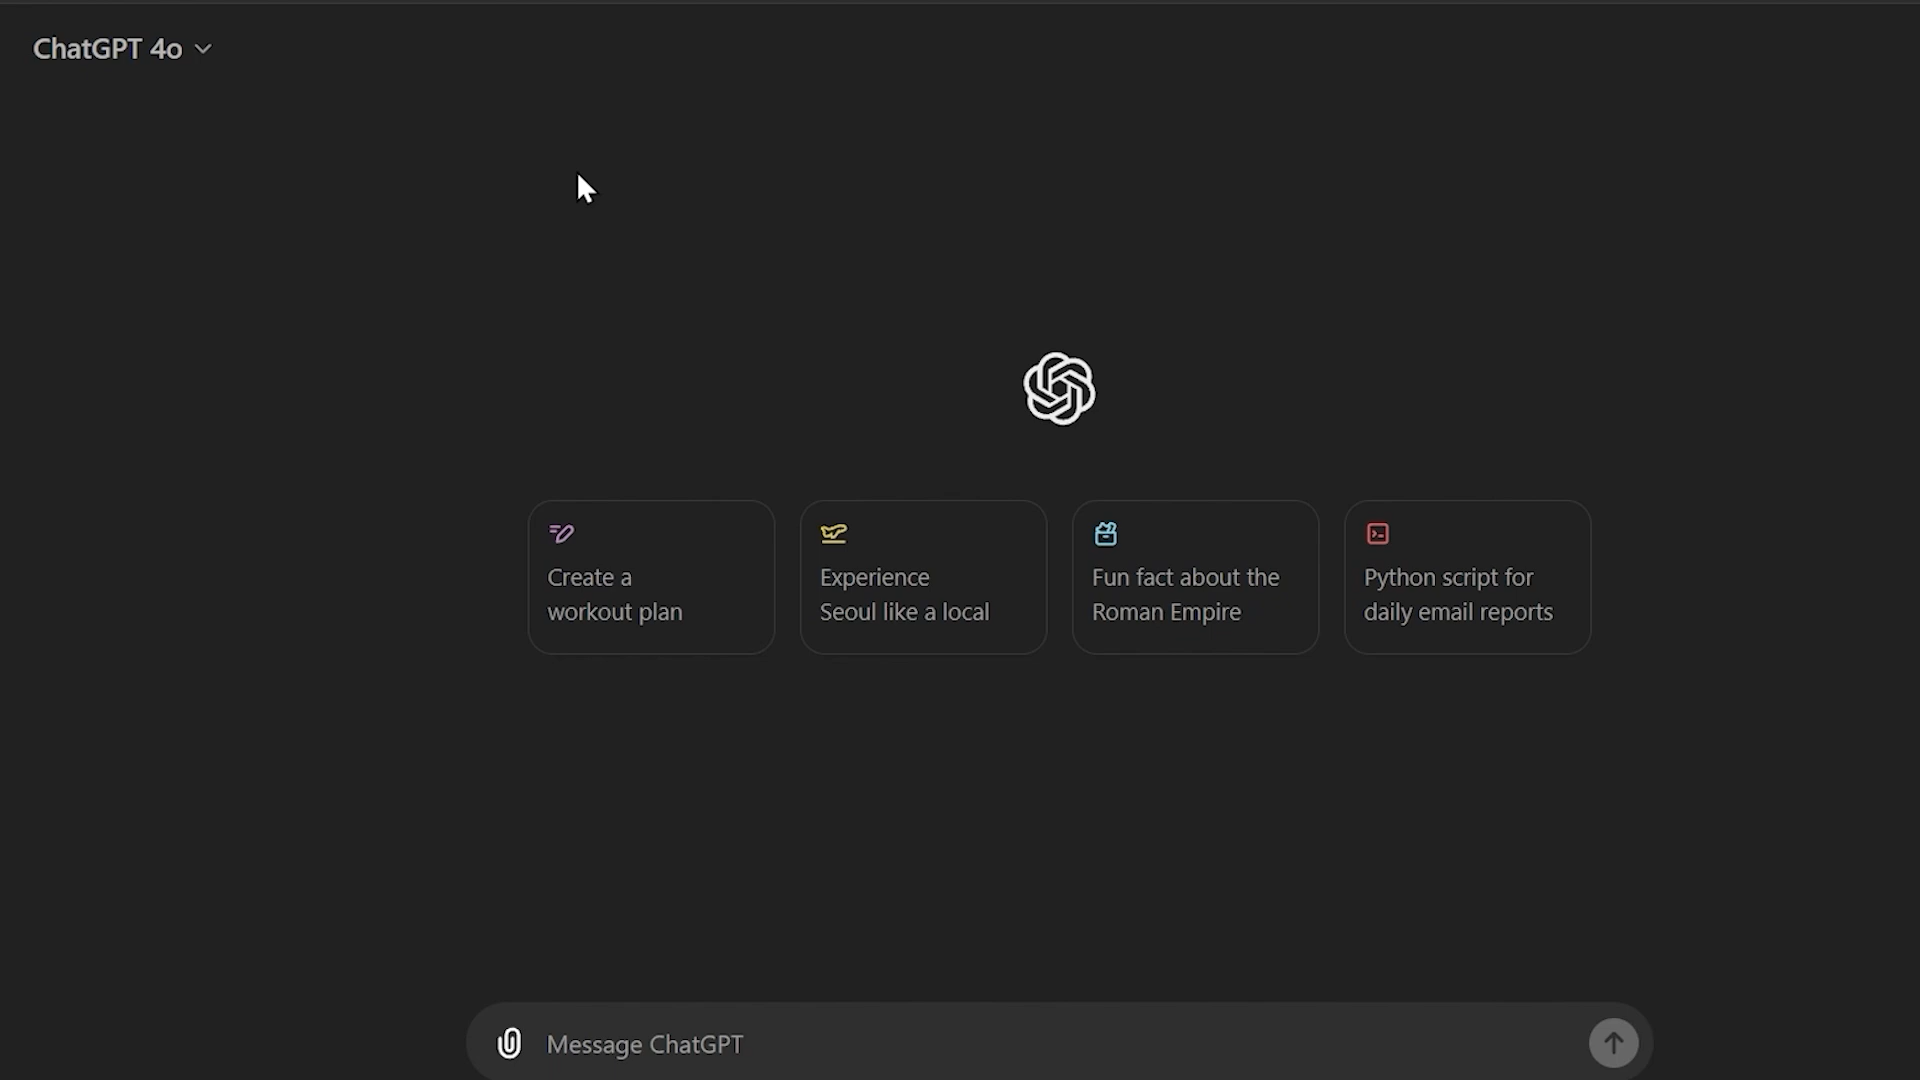 ChatGPT 4o
Create a
workout plan
Experience
Seoul like a local
Fun fact about the
Roman Empire
Python script for
daily email reports
Message ChatGPT